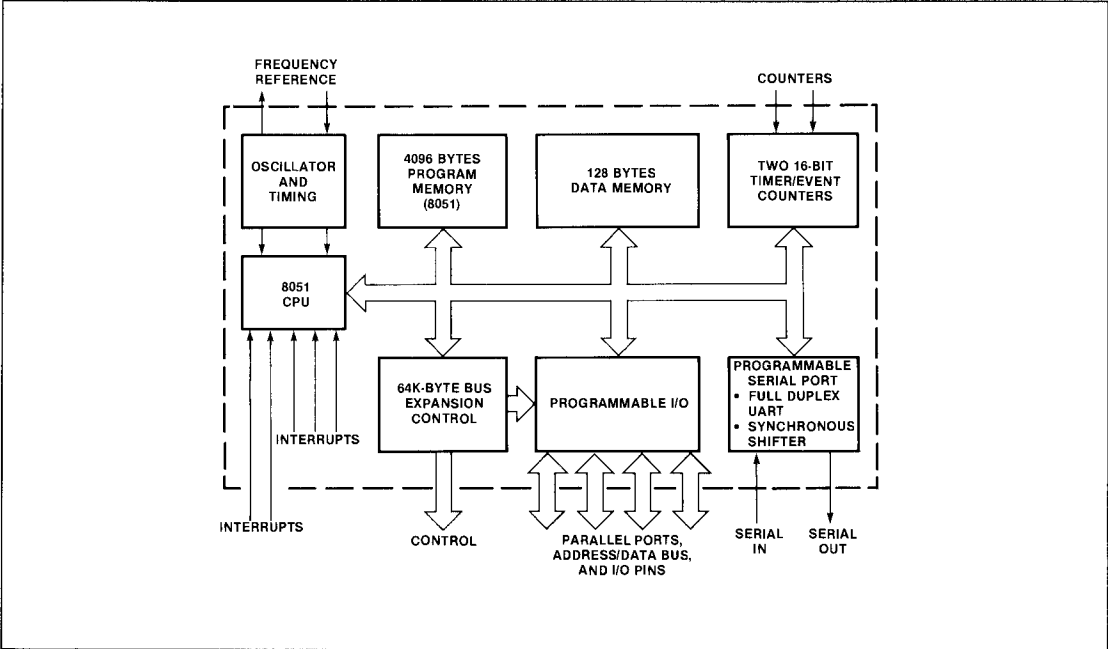 FREQUENCY
REFERENCE
COUNTERS
OSCILLATOR
AND
TIMING
4096 BYTES
PROGRAM
MEMORY
(8051)
128 BYTES
DATA MEMORY
TWO 16-BIT
TIMER/EVENT
COUNTERS
8051
CPU
64K-BYTE BUS
EXPANSION
CONTROL
PROGRAMMABLE I/O
PROGRAMMABLE
SERIAL PORT
• FULL DUPLEX
UART
• SYNCHRONOUS
SHIFTER
INTERRUPTS
INTERRUPTS
CONTROL
PARALLEL PORTS,
ADDRESS/DATA BUS,
AND I/O PINS
SERIAL
IN
SERIAL
OUT